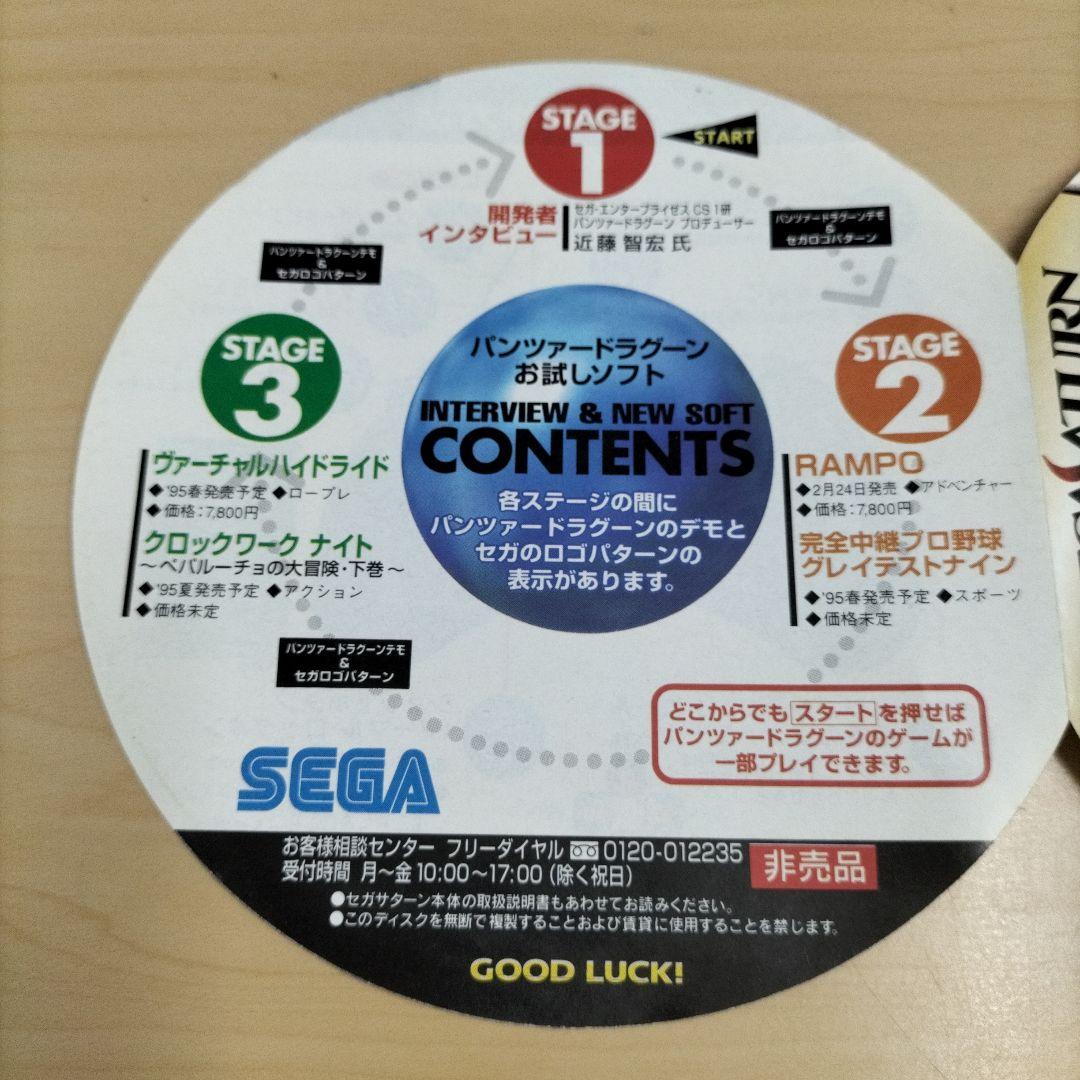 STAGE
1
START
開発者
インタビュー
セガ・エンタープライゼス CS 1研
パンツァードラグーン プロデューサー
近藤 智宏 氏
パンツァードラグーンデモ
&
セガロゴパターン
パンツァードラグーンデモ
&
セガロゴパターン
STAGE
2
RAMPO
◆2月24日発売 ◆アドベンチャー
◆価格:7,800円
完全中継プロ野球
グレイテストナイン
◆'95春発売予定 ◆スポーツ
◆価格未定
STAGE
3
ヴァーチャルハイドライド
◆'95春発売予定 ◆ロープレ
◆価格:7,800円
クロックワーク ナイト
〜ペパルーチョの大冒険・下巻〜
◆'95夏発売予定 ◆アクション
◆価格未定
パンツァードラグーンデモ
&
セガロゴパターン
パンツァードラグーン
お試しソフト
INTERVIEW & NEW SOFT
CONTENTS
各ステージの間に
パンツァードラグーンのデモと
セガのロゴパターンの
表示があります。
どこからでもスタートを押せば
パンツァードラグーンのゲームが
一部プレイできます。
SEGA
お客様相談センター フリーダイヤル 0120-012235
受付時間 月〜金 10:00〜17:00 (除く祝日)
非売品
●セガサターン本体の取扱説明書もあわせてお読みください。
●このディスクを無断で複製することおよび賃貸に使用することを禁じます。
GOOD LUCK!
SATURN